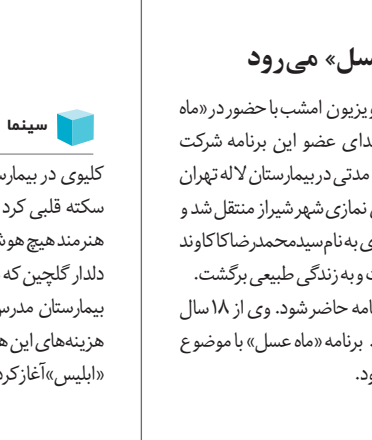 سل» می‌رود
ویزیون امشب با حضور در «ماه
دای عضو این برنامه شرکت
مدتی در بیمارستان لاله تهران
نمازی شهر شیراز منتقل شد و
ی به نام سیدمحمدرضا کاکاوند
و به زندگی طبیعی برگشت.
امه حاضر شود. وی از ۱۸ سال
برنامه «ماه عسل» با موضوع
ود.
سینما
کلیوی در بیمارس
سکته قلبی کرد
هنرمند هیچ هوش
دلدار گلچین که
بیمارستان مدرس
هزینه‌های این ه
«ابلیس» آغاز کرد